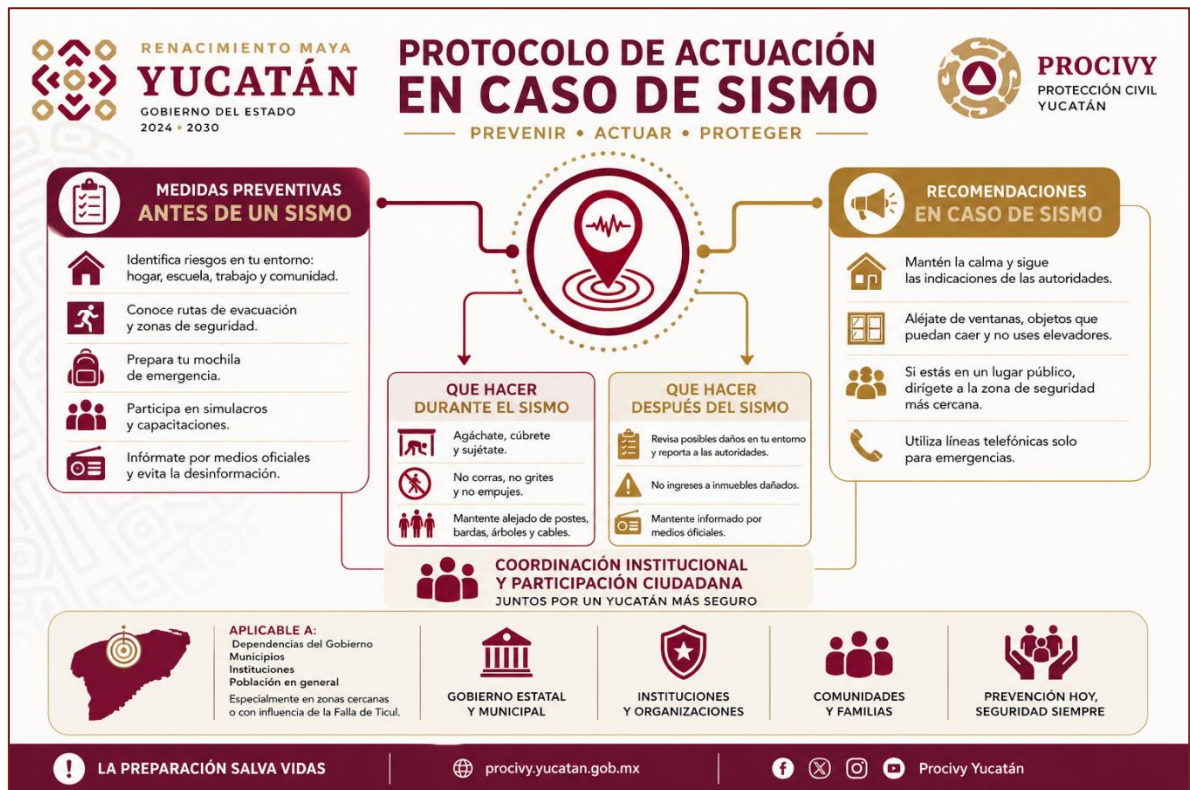 RENACIMIENTO MAYA
YUCATÁN
GOBIERNO DEL ESTADO
2024 • 2030
PROTOCOLO DE ACTUACIÓN
EN CASO DE SISMO
PREVENIR • ACTUAR • PROTEGER
PROCIVY
PROTECCIÓN CIVIL
YUCATÁN
MEDIDAS PREVENTIVAS
ANTES DE UN SISMO
Identifica riesgos en tu entorno:
hogar, escuela, trabajo y comunidad.
Conoce rutas de evacuación
y zonas de seguridad.
Prepara tu mochila
de emergencia.
Participa en simulacros
y capacitaciones.
Infórmate por medios oficiales
y evita la desinformación.
QUE HACER
DURANTE EL SISMO
Agáchate, cúbrete
y sujétate.
No corras, no grites
y no empujes.
Mantente alejado de postes,
bardas, árboles y cables.
QUE HACER
DESPUÉS DEL SISMO
Revisa posibles daños en tu entorno
y reporta a las autoridades.
No ingreses a inmuebles dañados.
Mantente informado por
medios oficiales.
RECOMENDACIONES
EN CASO DE SISMO
Mantén la calma y sigue
las indicaciones de las autoridades.
Aléjate de ventanas, objetos que
puedan caer y no uses elevadores.
Si estás en un lugar público,
dirígete a la zona de seguridad
más cercana.
Utiliza líneas telefónicas solo
para emergencias.
COORDINACIÓN INSTITUCIONAL
Y PARTICIPACIÓN CIUDADANA
JUNTOS POR UN YUCATÁN MÁS SEGURO
APLICABLE A:
Dependencias del Gobierno
Municipios
Instituciones
Población en general
Especialmente en zonas cercanas
o con influencia de la Falla de Ticul.
GOBIERNO ESTATAL
Y MUNICIPAL
INSTITUCIONES
Y ORGANIZACIONES
COMUNIDADES
Y FAMILIAS
PREVENCIÓN HOY,
SEGURIDAD SIEMPRE
LA PREPARACIÓN SALVA VIDAS
procivy.yucatan.gob.mx
Procivy Yucatán